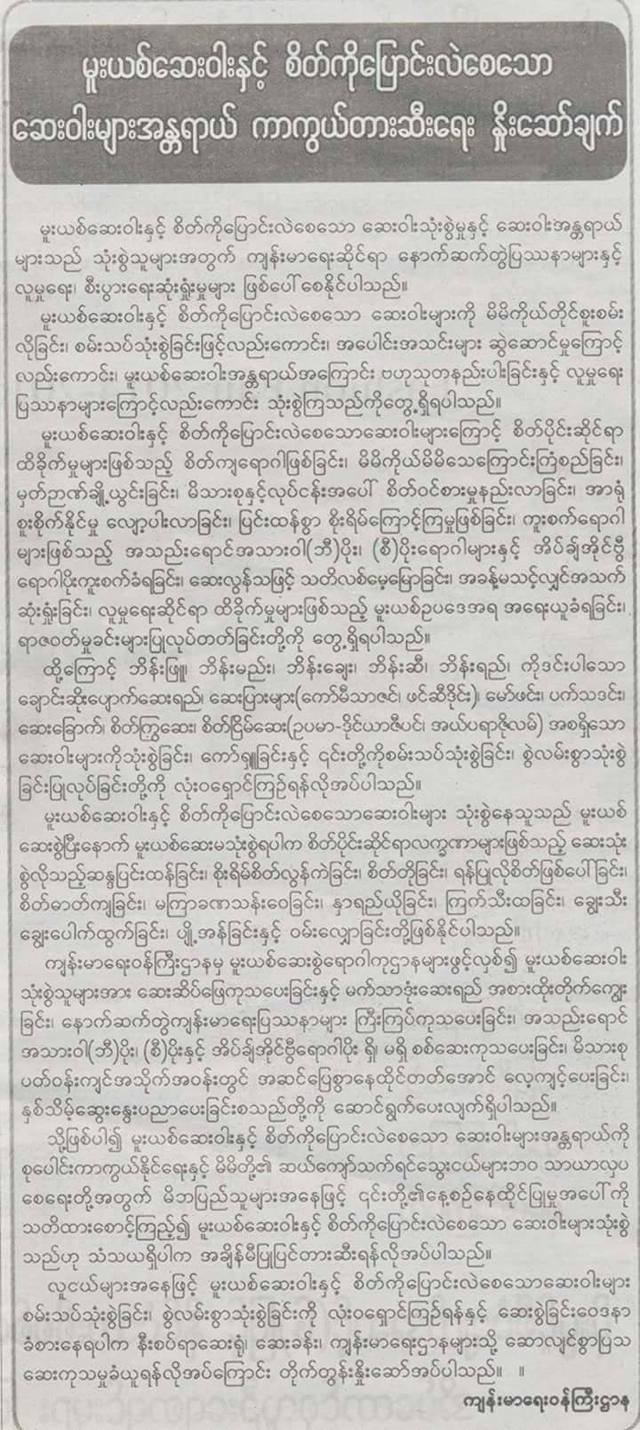 မူးယစ်ဆေးဝါးနှင့် စိတ်ကိုပြောင်းလဲစေသော
ဆေးဝါးများအန္တရာယ် ကာကွယ်တားဆီးရေး နှိုးဆော်ချက်
မူးယစ်ဆေးဝါးနှင့် စိတ်ကိုပြောင်းလဲစေသော ဆေးဝါးသုံးစွဲမှုနှင့် ဆေးဝါးအန္တရာယ်
များသည် သုံးစွဲသူများအတွက် ကျန်းမာရေးဆိုင်ရာ နောက်ဆက်တွဲပြဿနာများနှင့်
လူမှုရေး၊ စီးပွားရေးဆုံးရှုံးမှုများ ဖြစ်ပေါ်စေနိုင်ပါသည်။
မူးယစ်ဆေးဝါးနှင့် စိတ်ကိုပြောင်းလဲစေသော ဆေးဝါးများကို မိမိကိုယ်တိုင်စူးစမ်း
လိုခြင်း၊ စမ်းသပ်သုံးစွဲခြင်းဖြင့်လည်းကောင်း၊ အပေါင်းအသင်းများ ဆွဲဆောင်မှုကြောင့်
လည်းကောင်း၊ မူးယစ်ဆေးဝါးအန္တရာယ်အကြောင်း ဗဟုသုတနည်းပါးခြင်းနှင့် လူမှုရေး
ပြဿနာများကြောင့်လည်းကောင်း သုံးစွဲကြသည်ကိုတွေ့ရှိရပါသည်။
မူးယစ်ဆေးဝါးနှင့် စိတ်ကိုပြောင်းလဲစေသောဆေးဝါးများကြောင့် စိတ်ပိုင်းဆိုင်ရာ
ထိခိုက်မှုများဖြစ်သည့် စိတ်ကျရောဂါဖြစ်ခြင်း၊ မိမိကိုယ်မိမိသေကြောင်းကြံစည်ခြင်း၊
မှတ်ဉာဏ်ချို့ယွင်းခြင်း၊ မိသားစုနှင့်လုပ်ငန်းအပေါ် စိတ်ဝင်စားမှုနည်းလာခြင်း၊ အာရုံ
စူးစိုက်နိုင်မှု လျော့ပါးလာခြင်း၊ ပြင်းထန်စွာ စိုးရိမ်ကြောင့်ကြမှုဖြစ်ခြင်း၊ ကူးစက်ရောဂါ
များဖြစ်သည့် အသည်းရောင်အသားဝါ(ဘီ)ပိုး၊ (စီ)ပိုးရောဂါများနှင့် အိပ်ချ်အိုင်ဗွီ
ရောဂါပိုးကူးစက်ခံရခြင်း၊ ဆေးလွန်သဖြင့် သတိလစ်မေ့မြောခြင်း၊ အခန့်မသင့်လျှင်အသက်
ဆုံးရှုံးခြင်း၊ လူမှုရေးဆိုင်ရာ ထိခိုက်မှုများဖြစ်သည့် မူးယစ်ဥပဒေအရ အရေးယူခံရခြင်း၊
ရာဇဝတ်မှုခင်းများပြုလုပ်တတ်ခြင်းတို့ကို တွေ့ရှိရပါသည်။
ထို့ကြောင့် ဘိန်းဖြူ၊ ဘိန်းမည်း၊ ဘိန်းချေး၊ ဘိန်းဆီ၊ ဘိန်းရည်၊ ကိုဒင်းပါသော
ချောင်းဆိုးပျောက်ဆေးရည်၊ ဆေးပြားများ(ကော်မီသာဇင်၊ ဖင်ဆီဒိုင်း)၊ မော်ဖင်း၊ ပက်သဒင်း၊
ဆေးခြောက်၊ စိတ်ကြွဆေး၊ စိတ်ငြိမ်ဆေး(ဥပမာ-ဒိုင်ယာဇီပင်၊ အယ်ပရာဇိုလမ်) အစရှိသော
ဆေးဝါးများကိုသုံးစွဲခြင်း၊ ကော်ရှူခြင်းနှင့် ၎င်းတို့ကိုစမ်းသပ်သုံးစွဲခြင်း၊ စွဲလမ်းစွာသုံးစွဲ
ခြင်းပြုလုပ်ခြင်းတို့ကို လုံးဝရှောင်ကြဉ်ရန်လိုအပ်ပါသည်။
မူးယစ်ဆေးဝါးနှင့် စိတ်ကိုပြောင်းလဲစေသောဆေးဝါးများ သုံးစွဲနေသူသည် မူးယစ်
ဆေးစွဲပြီးနောက် မူးယစ်ဆေးမသုံးစွဲရပါက စိတ်ပိုင်းဆိုင်ရာလက္ခဏာများဖြစ်သည့် ဆေးသုံး
စွဲလိုသည့်ဆန္ဒပြင်းထန်ခြင်း၊ စိုးရိမ်စိတ်လွန်ကဲခြင်း၊ စိတ်တိုခြင်း၊ ရန်ပြုလိုစိတ်ဖြစ်ပေါ်ခြင်း၊
စိတ်ဓာတ်ကျခြင်း၊ မကြာခဏသန်းဝေခြင်း၊ နှာရည်ယိုခြင်း၊ ကြက်သီးထခြင်း၊ ချွေးသီး
ချွေးပေါက်ထွက်ခြင်း၊ ပျို့အန်ခြင်းနှင့် ဝမ်းလျှောခြင်းတို့ဖြစ်နိုင်ပါသည်။
ကျန်းမာရေးဝန်ကြီးဌာနမှ မူးယစ်ဆေးစွဲရောဂါကုဌာနများဖွင့်လှစ်၍ မူးယစ်ဆေးဝါး
သုံးစွဲသူများအား ဆေးဆိပ်ဖြေကုသပေးခြင်းနှင့် မက်သာဒုံးဆေးရည် အစားထိုးတိုက်ကျွေး
ခြင်း၊ နောက်ဆက်တွဲကျန်းမာရေးပြဿနာများ ကြီးကြပ်ကုသပေးခြင်း၊ အသည်းရောင်
အသားဝါ(ဘီ)ပိုး၊ (စီ)ပိုးနှင့် အိပ်ချ်အိုင်ဗွီရောဂါပိုး ရှိ၊ မရှိ စစ်ဆေးကုသပေးခြင်း၊ မိသားစု
ပတ်ဝန်းကျင်အသိုက်အဝန်းတွင် အဆင်ပြေစွာနေထိုင်တတ်အောင် လေ့ကျင့်ပေးခြင်း၊
နှစ်သိမ့်ဆွေးနွေးပညာပေးခြင်းစသည်တို့ကို ဆောင်ရွက်ပေးလျက်ရှိပါသည်။
သို့ဖြစ်ပါ၍ မူးယစ်ဆေးဝါးနှင့် စိတ်ကိုပြောင်းလဲစေသော ဆေးဝါးများအန္တရာယ်ကို
စုပေါင်းကာကွယ်နိုင်ရေးနှင့် မိမိတို့၏ ဆယ်ကျော်သက်ရင်သွေးငယ်များဘဝ သာယာလှပ
စေရေးတို့အတွက် မိဘပြည်သူများအနေဖြင့် ၎င်းတို့၏နေ့စဉ်နေထိုင်ပြုမှုအပေါ်ကို
သတိထားစောင့်ကြည့်၍ မူးယစ်ဆေးဝါးနှင့် စိတ်ကိုပြောင်းလဲစေသော ဆေးဝါးများသုံးစွဲ
သည်ဟု သံသယရှိပါက အချိန်မီပြုပြင်တားဆီးရန်လိုအပ်ပါသည်။
လူငယ်များအနေဖြင့် မူးယစ်ဆေးဝါးနှင့် စိတ်ကိုပြောင်းလဲစေသောဆေးဝါးများ
စမ်းသပ်သုံးစွဲခြင်း၊ စွဲလမ်းစွာသုံးစွဲခြင်းကို လုံးဝရှောင်ကြဉ်ရန်နှင့် ဆေးစွဲခြင်းဝေဒနာ
ခံစားနေရပါက နီးစပ်ရာဆေးရုံ၊ ဆေးခန်း၊ ကျန်းမာရေးဌာနများသို့ ဆောလျင်စွာပြသ
ဆေးကုသမှုခံယူရန်လိုအပ်ကြောင်း တိုက်တွန်းနှိုးဆော်အပ်ပါသည်။ ။
ကျန်းမာရေးဝန်ကြီးဌာန